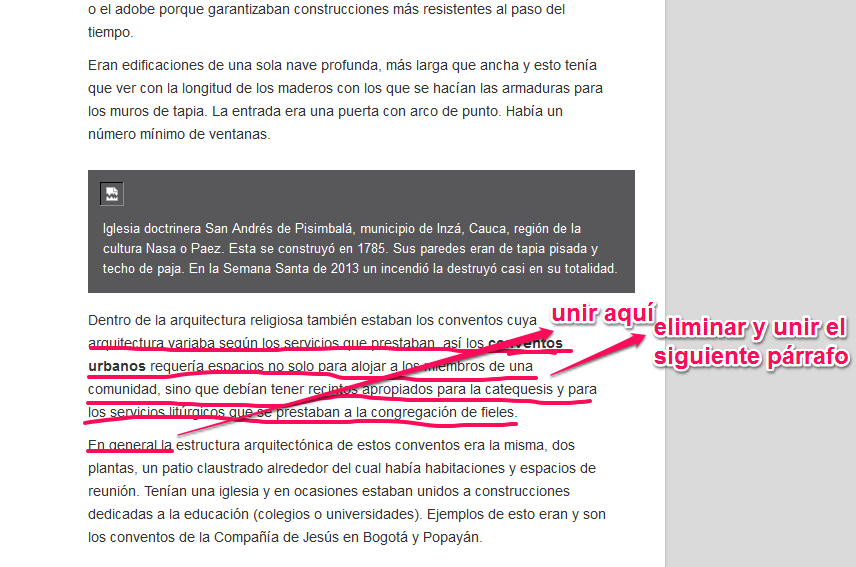 o el adobe porque garantizaban construcciones más resistentes al paso del
tiempo.
Eran edificaciones de una sola nave profunda, más larga que ancha y esto tenía
que ver con la longitud de los maderos con los que se hacían las armaduras para
los muros de tapia. La entrada era una puerta con arco de punto. Había un
número mínimo de ventanas.
Iglesia doctrinera San Andrés de Pisimbalá, municipio de Inzá, Cauca, región de la
cultura Nasa o Paez. Esta se construyó en 1785. Sus paredes eran de tapia pisada y
techo de paja. En la Semana Santa de 2013 un incendió la destruyó casi en su totalidad.
Dentro de la arquitectura religiosa también estaban los conventos cuya
arquitectura variaba según los servicios que prestaban, así los conventos
urbanos requería espacios no solo para alojar a los miembros de una
comunidad, sino que debían tener recintos apropiados para la catequesis y para
los servicios litúrgicos que se prestaban a la congregación de fieles.
unir aquí
eliminar y unir el
siguiente párrafo
En general la estructura arquitectónica de estos conventos era la misma, dos
plantas, un patio claustrado alrededor del cual había habitaciones y espacios de
reunión. Tenían una iglesia y en ocasiones estaban unidos a construcciones
dedicadas a la educación (colegios o universidades). Ejemplos de esto eran y son
los conventos de la Compañía de Jesús en Bogotá y Popayán.